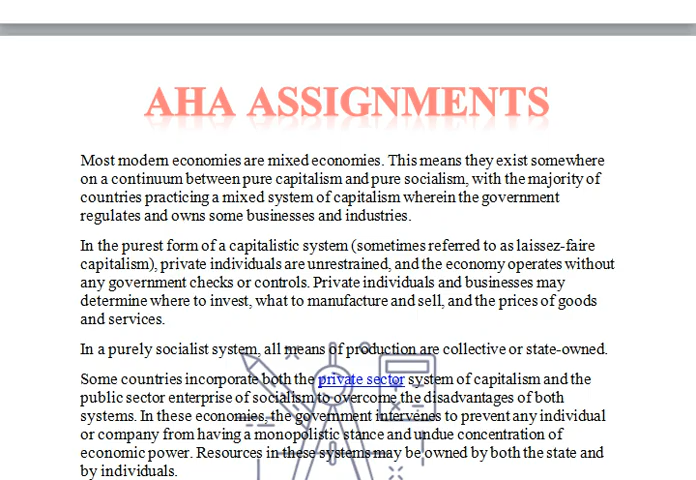 AHA ASSIGNMENTS
Most modern economies are mixed economies. This means they exist somewhere
on a continuum between pure capitalism and pure socialism, with the majority of
countries practicing a mixed system of capitalism wherein the government
regulates and owns some businesses and industries.
In the purest form of a capitalistic system (sometimes referred to as laissez-faire
capitalism), private individuals are unrestrained, and the economy operates without
any government checks or controls. Private individuals and businesses may
determine where to invest, what to manufacture and sell, and the prices of goods
and services.
In a purely socialist system, all means of production are collective or state-owned.
Some countries incorporate both the private sector system of capitalism and the
public sector enterprise of socialism to overcome the disadvantages of both
systems. In these economies, the government intervenes to prevent any individual
or company from having a monopolistic stance and undue concentration of
economic power. Resources in these systems may be owned by both the state and
by individuals.